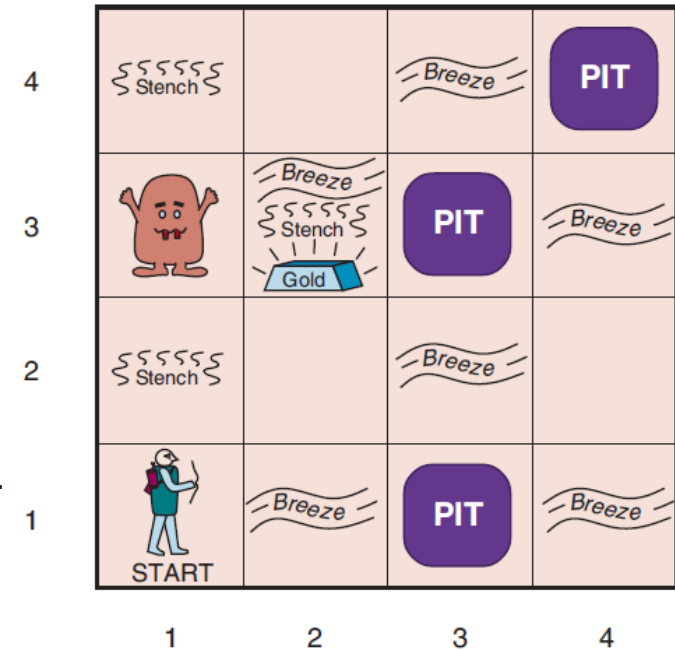 4
Stench
Breeze
PIT
3
Breeze
Stench
Gold
PIT
Breeze
2
Stench
Breeze
1
START
Breeze
PIT
Breeze
1 2 3 4